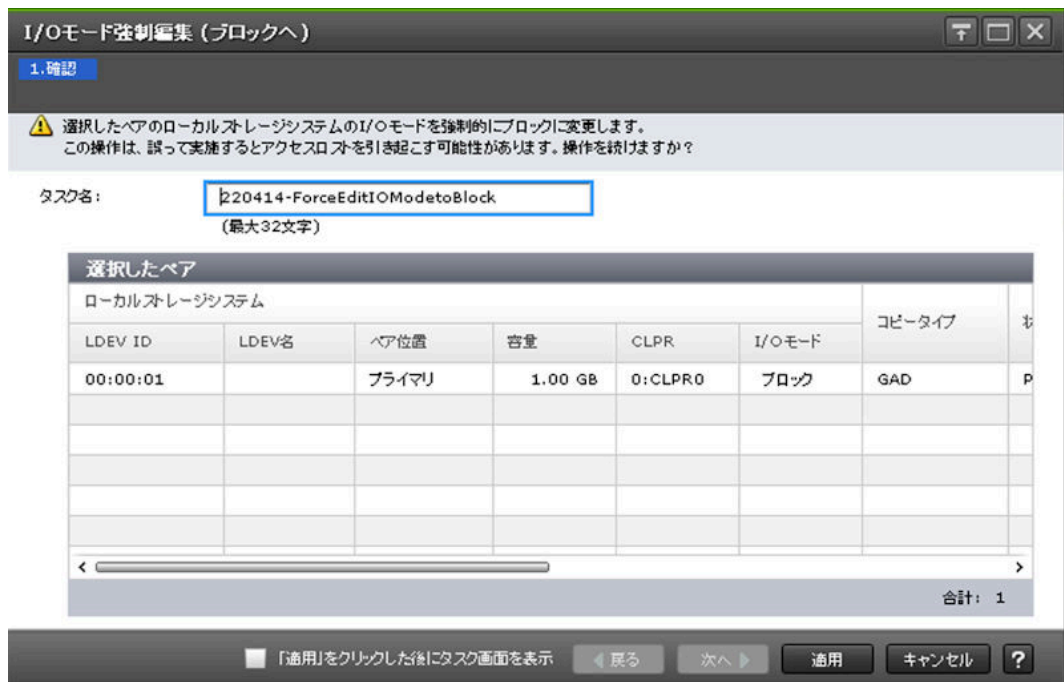 I/Oモード強制編集(ブロックへ)
1.確認
選択したペアのローカルストレージシステムのI/Oモードを強制的にブロックに変更します。
この操作は、誤って実施するとアクセスロストを引き起こす可能性があります。操作を続けますか?
タスク名:
220414-ForceEditIOModetoBlock
(最大32文字)
選択したペア
ローカルストレージシステム
コピータイプ
LDEV ID LDEV名 ペア位置 容量 CLPR I/Oモード
00:00:01 プライマリ 1.00 GB 0:CLPR0 ブロック GAD P
合計: 1
「適用」をクリックした後にタスク画面を表示 戻る 次へ 適用 キャンセル ?